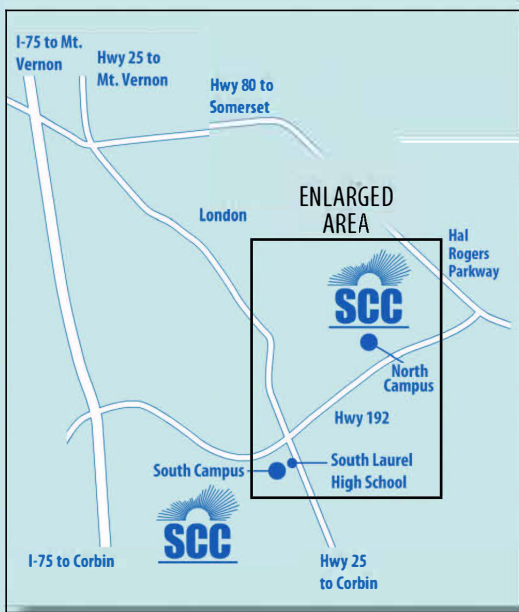 I-75 to Mt.
Vernon
Hwy 25 to
Mt. Vernon
Hwy 80 to
Somerset
London
ENLARGED
AREA
Hal
Rogers
Parkway
SCC
North
Campus
Hwy 192
South Campus
South Laurel
High School
SCC
I-75 to Corbin
Hwy 25
to Corbin